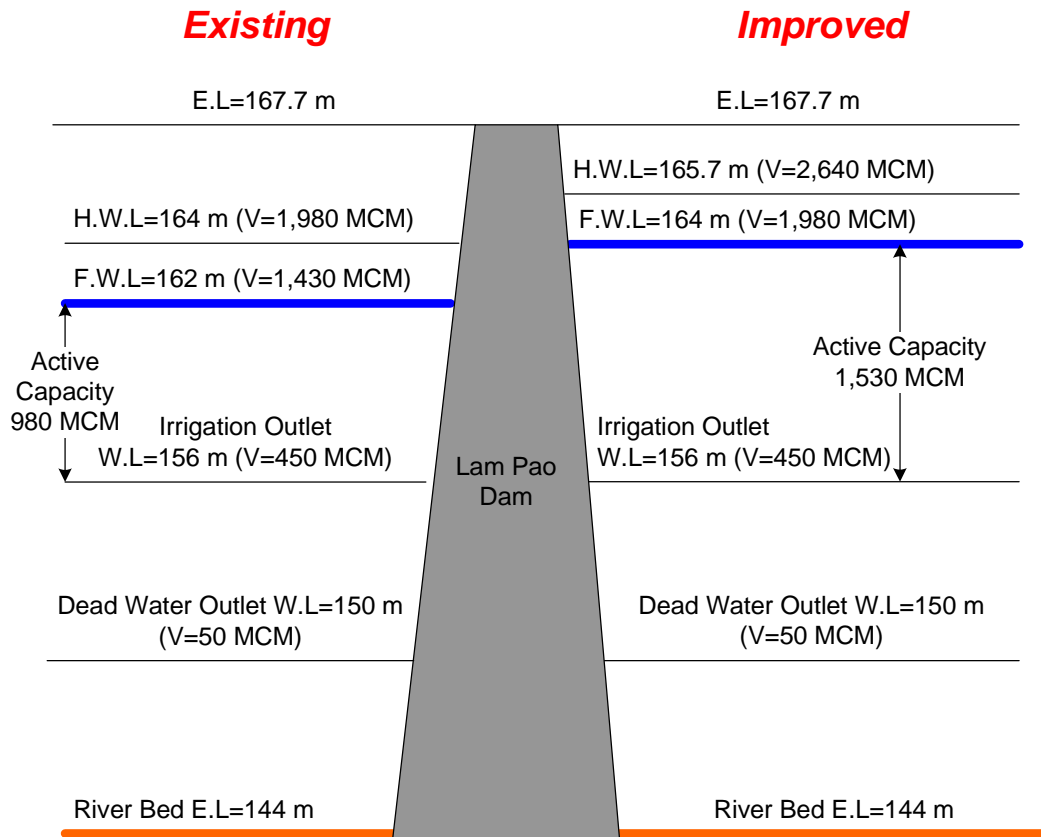 Existing
Improved
E.L=167.7 m
E.L=167.7 m
H.W.L=165.7 m (V=2,640 MCM)
H.W.L=164 m (V=1,980 MCM)
F.W.L=164 m (V=1,980 MCM)
F.W.L=162 m (V=1,430 MCM)
Active
Capacity
980 MCM
Active Capacity
1,530 MCM
Irrigation Outlet
W.L=156 m (V=450 MCM)
Irrigation Outlet
W.L=156 m (V=450 MCM)
Lam Pao
Dam
Dead Water Outlet W.L=150 m
(V=50 MCM)
Dead Water Outlet W.L=150 m
(V=50 MCM)
River Bed E.L=144 m
River Bed E.L=144 m